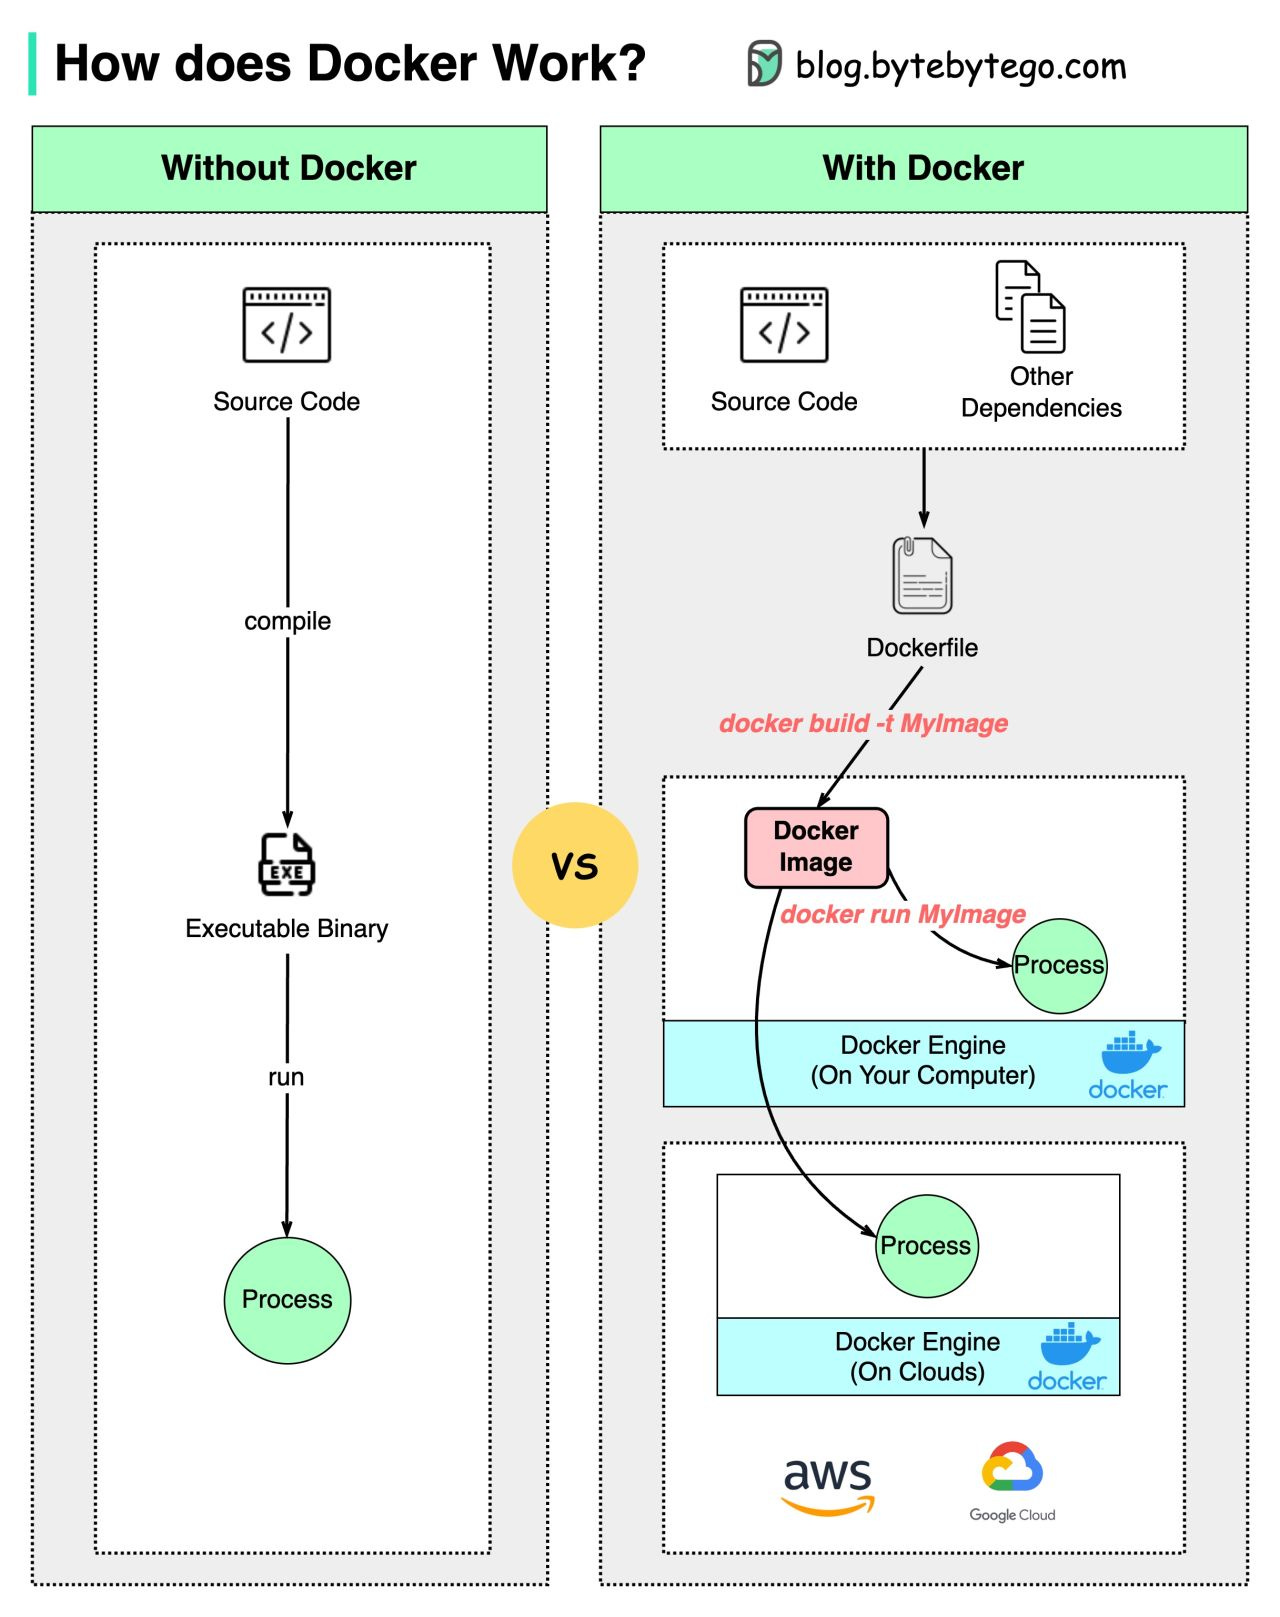 How does Docker Work?
blog.bytebytego.com
Without Docker
Source Code
compile
EXE
Executable Binary
run
Process
vs
With Docker
Source Code
Other
Dependencies
Dockerfile
docker build -t MyImage
Docker
Image
docker run MyImage
Process
Docker Engine
(On Your Computer)
docker
Process
Docker Engine
(On Clouds)
docker
aws
Google Cloud